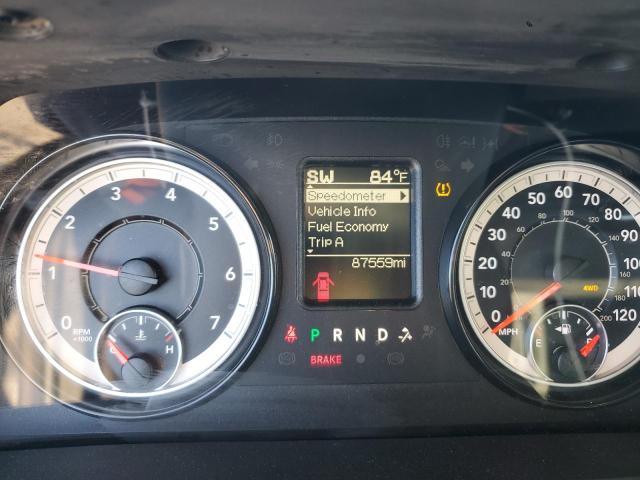 SW 84°F
Speedometer
Vehicle Info
Fuel Economy
Trip A
87559mi
P R N D
BRAKE
0 1 2 3 4 5 6 7
RPM
×1000
C H
0 10 20 30 40 50 60 70 80 90 100 110 120
MPH
4WD
E